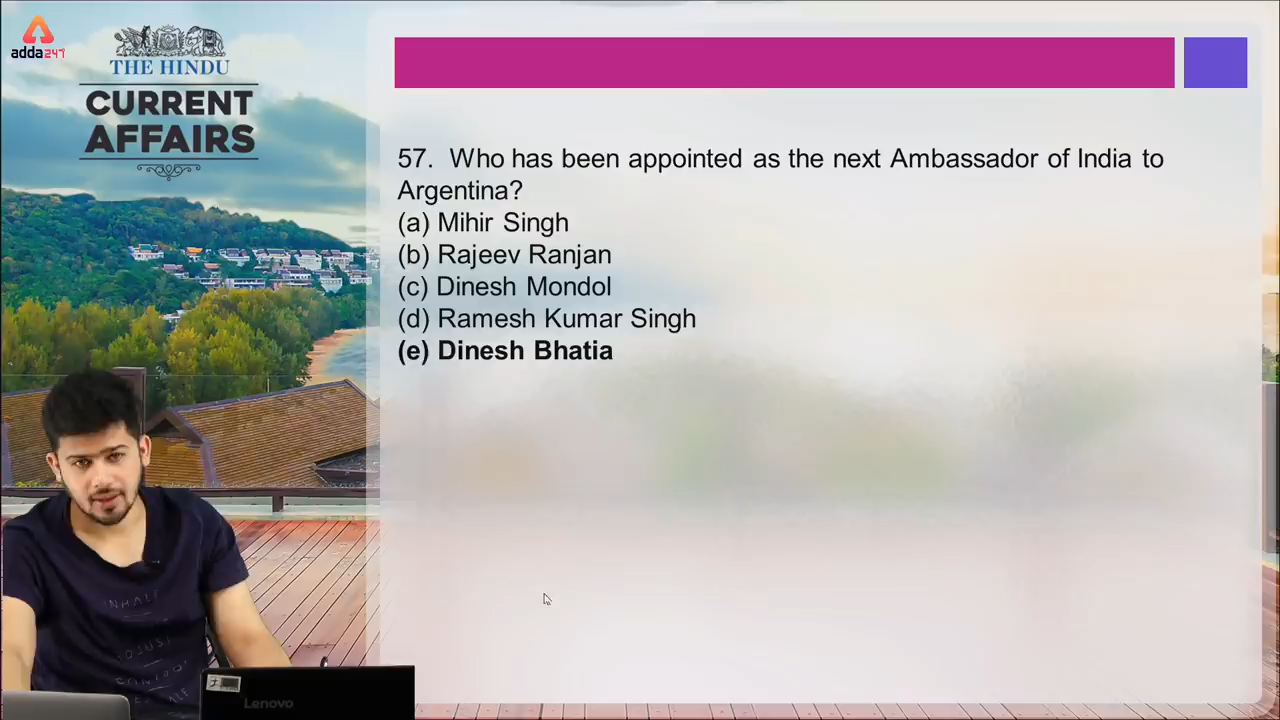 adda247
THE HINDU
CURRENT
AFFAIRS
57. Who has been appointed as the next Ambassador of India to
Argentina?
(a) Mihir Singh
(b) Rajeev Ranjan
(c) Dinesh Mondol
(d) Ramesh Kumar Singh
(e) Dinesh Bhatia
INHALE
Lenovo